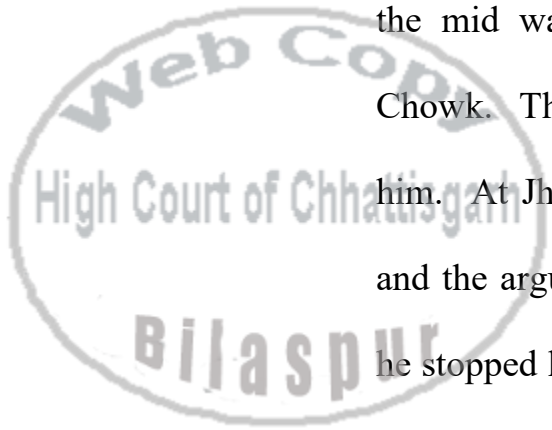 the mid wa
Web Copy
Chowk. Th
High Court of Chhattisgarh
him. At Jh
and the argu
Bilaspur
he stopped